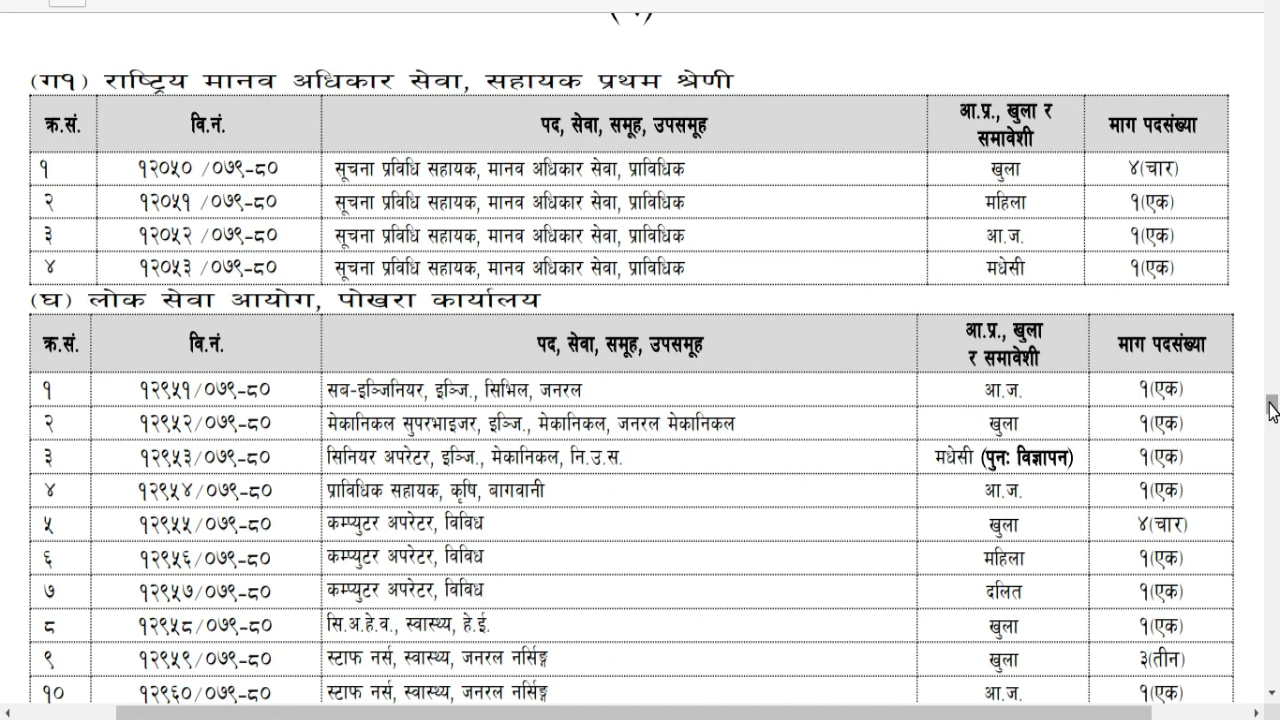 (ग१) राष्ट्रिय मानव अधिकार सेवा, सहायक प्रथम श्रेणी
क्र.सं. वि.नं. पद, सेवा, समूह, उपसमूह आ.प्र., खुला र समावेशी माग पदसंख्या
१ १२०५० /०७९-८० सूचना प्रविधि सहायक, मानव अधिकार सेवा, प्राविधिक खुला ४(चार)
२ १२०५१ /०७९-८० सूचना प्रविधि सहायक, मानव अधिकार सेवा, प्राविधिक महिला १(एक)
३ १२०५२ /०७९-८० सूचना प्रविधि सहायक, मानव अधिकार सेवा, प्राविधिक आ.ज. १(एक)
४ १२०५३ /०७९-८० सूचना प्रविधि सहायक, मानव अधिकार सेवा, प्राविधिक मधेसी १(एक)
(घ) लोक सेवा आयोग, पोखरा कार्यालय
क्र.सं. वि.नं. पद, सेवा, समूह, उपसमूह आ.प्र., खुला र समावेशी माग पदसंख्या
१ १२९५१/०७९-८० सब-इञ्जिनियर, इञ्जि., सिभिल, जनरल आ.ज. १(एक)
२ १२९५२/०७९-८० मेकानिकल सुपरभाइजर, इञ्जि., मेकानिकल, जनरल मेकानिकल खुला १(एक)
३ १२९५३/०७९-८० सिनियर अपरेटर, इञ्जि., मेकानिकल, नि.उ.स. मधेसी (पुनः विज्ञापन) १(एक)
४ १२९५४/०७९-८० प्राविधिक सहायक, कृषि, बागवानी आ.ज. १(एक)
५ १२९५५/०७९-८० कम्प्युटर अपरेटर, विविध खुला ४(चार)
६ १२९५६/०७९-८० कम्प्युटर अपरेटर, विविध महिला १(एक)
७ १२९५७/०७९-८० कम्प्युटर अपरेटर, विविध दलित १(एक)
८ १२९५८/०७९-८० सि.अ.हे.व., स्वास्थ्य, हे.ई. खुला १(एक)
९ १२९५९/०७९-८० स्टाफ नर्स, स्वास्थ्य, जनरल नर्सिङ्ग खुला ३(तीन)
१० १२९६०/०७९-८० स्टाफ नर्स, स्वास्थ्य, जनरल नर्सिङ्ग आ.ज. १(एक)